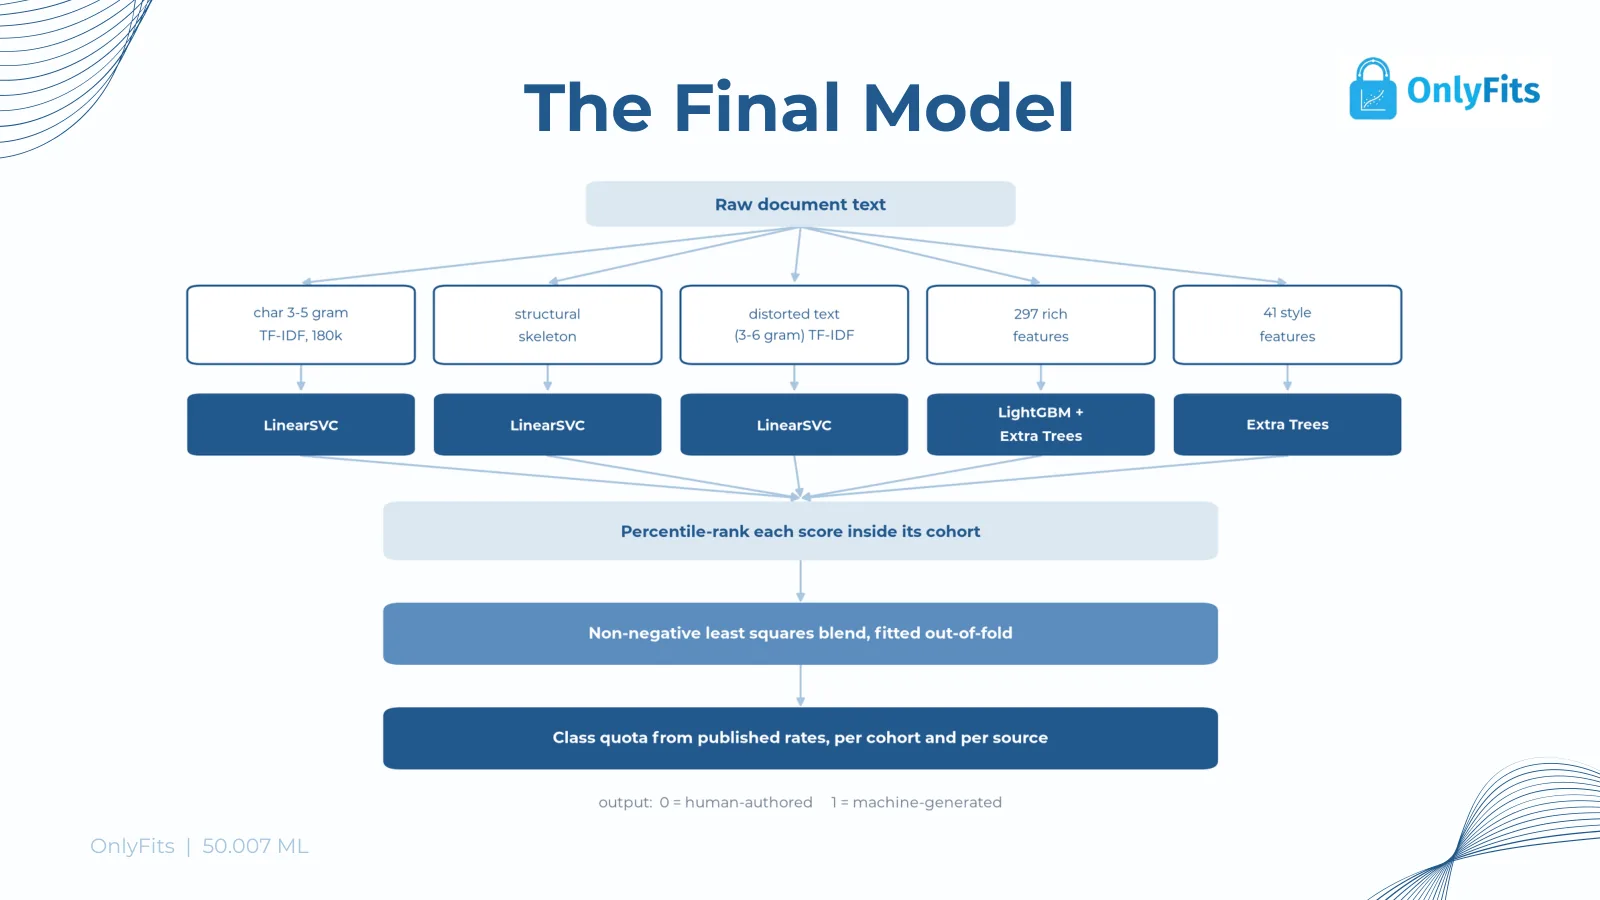 The Final Model
OnlyFits
Raw document text
char 3-5 gram
TF-IDF, 180k
structural
skeleton
distorted text
(3-6 gram) TF-IDF
297 rich
features
41 style
features
LinearSVC
LinearSVC
LinearSVC
LightGBM +
Extra Trees
Extra Trees
Percentile-rank each score inside its cohort
Non-negative least squares blend, fitted out-of-fold
Class quota from published rates, per cohort and per source
output: 0 = human-authored 1 = machine-generated
OnlyFits | 50.007 ML